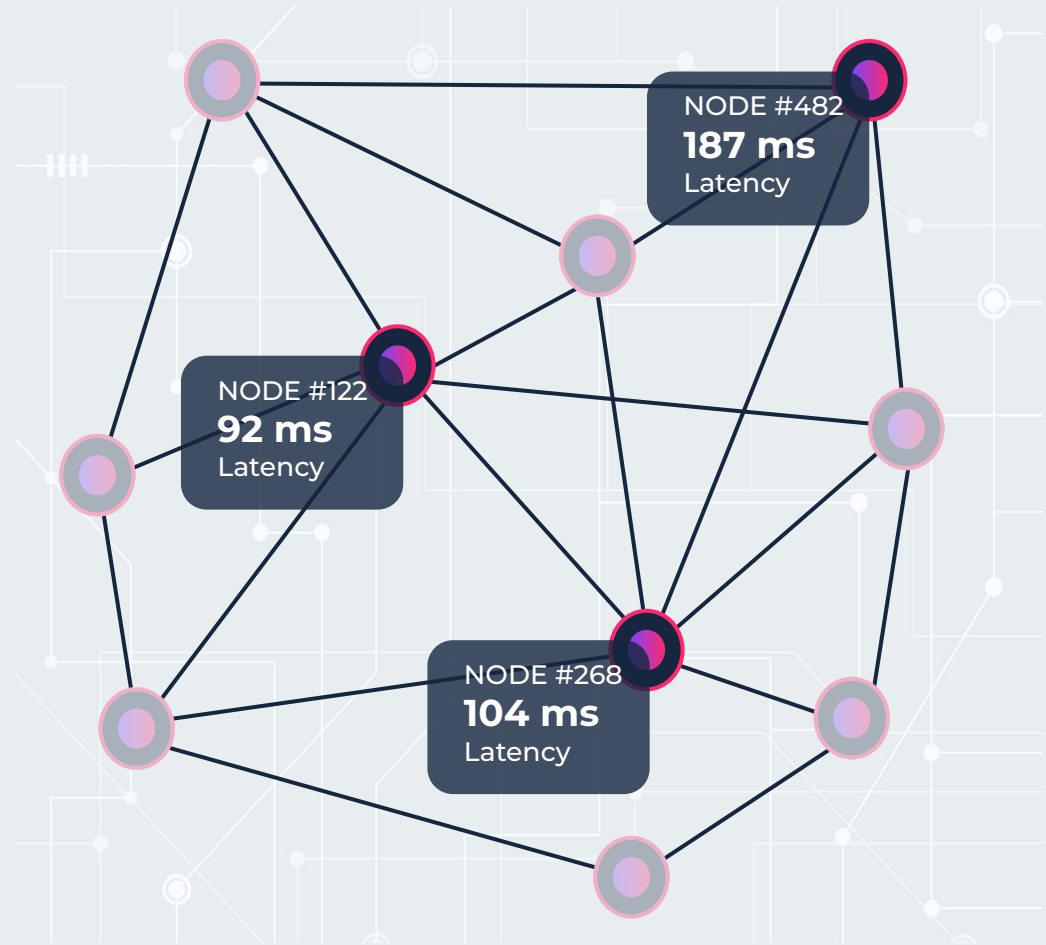 NODE #482
187 ms
Latency
NODE #122
92 ms
Latency
NODE #268
104 ms
Latency